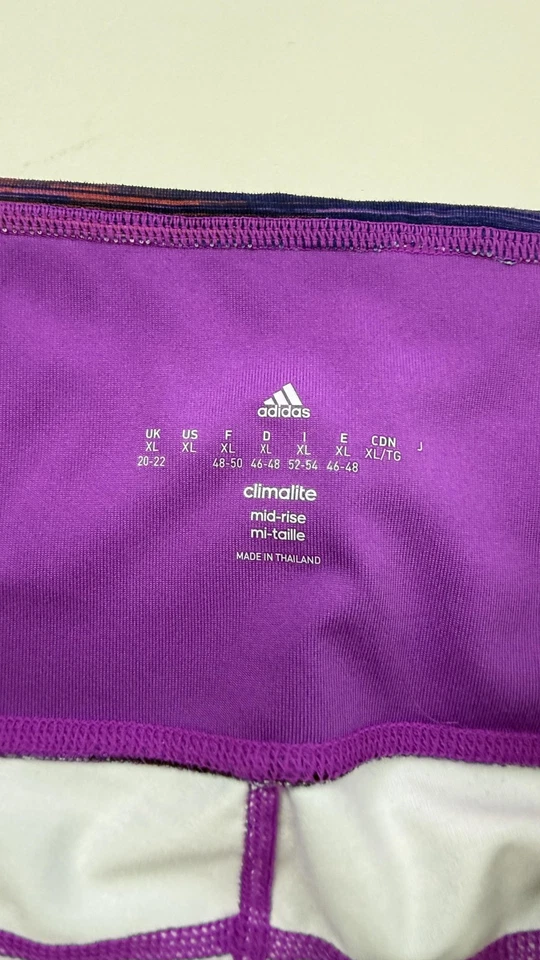 adidas
UK US F D I E CDN J
XL XL XL XL XL XL XL/TG
20-22 48-50 46-48 52-54 46-48
climalite
mid-rise
mi-taille
MADE IN THAILAND